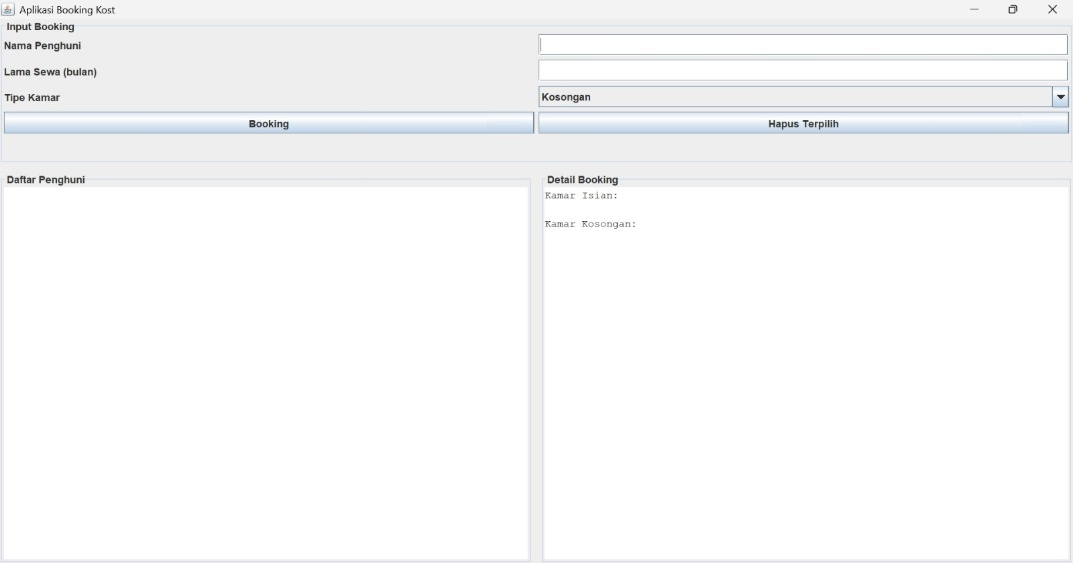 Aplikasi Booking Kost
Input Booking
Nama Penghuni
Lama Sewa (bulan)
Tipe Kamar
Kosongan
Booking
Hapus Terpilih
Daftar Penghuni
Detail Booking
Kamar Isian:
Kamar Kosongan: